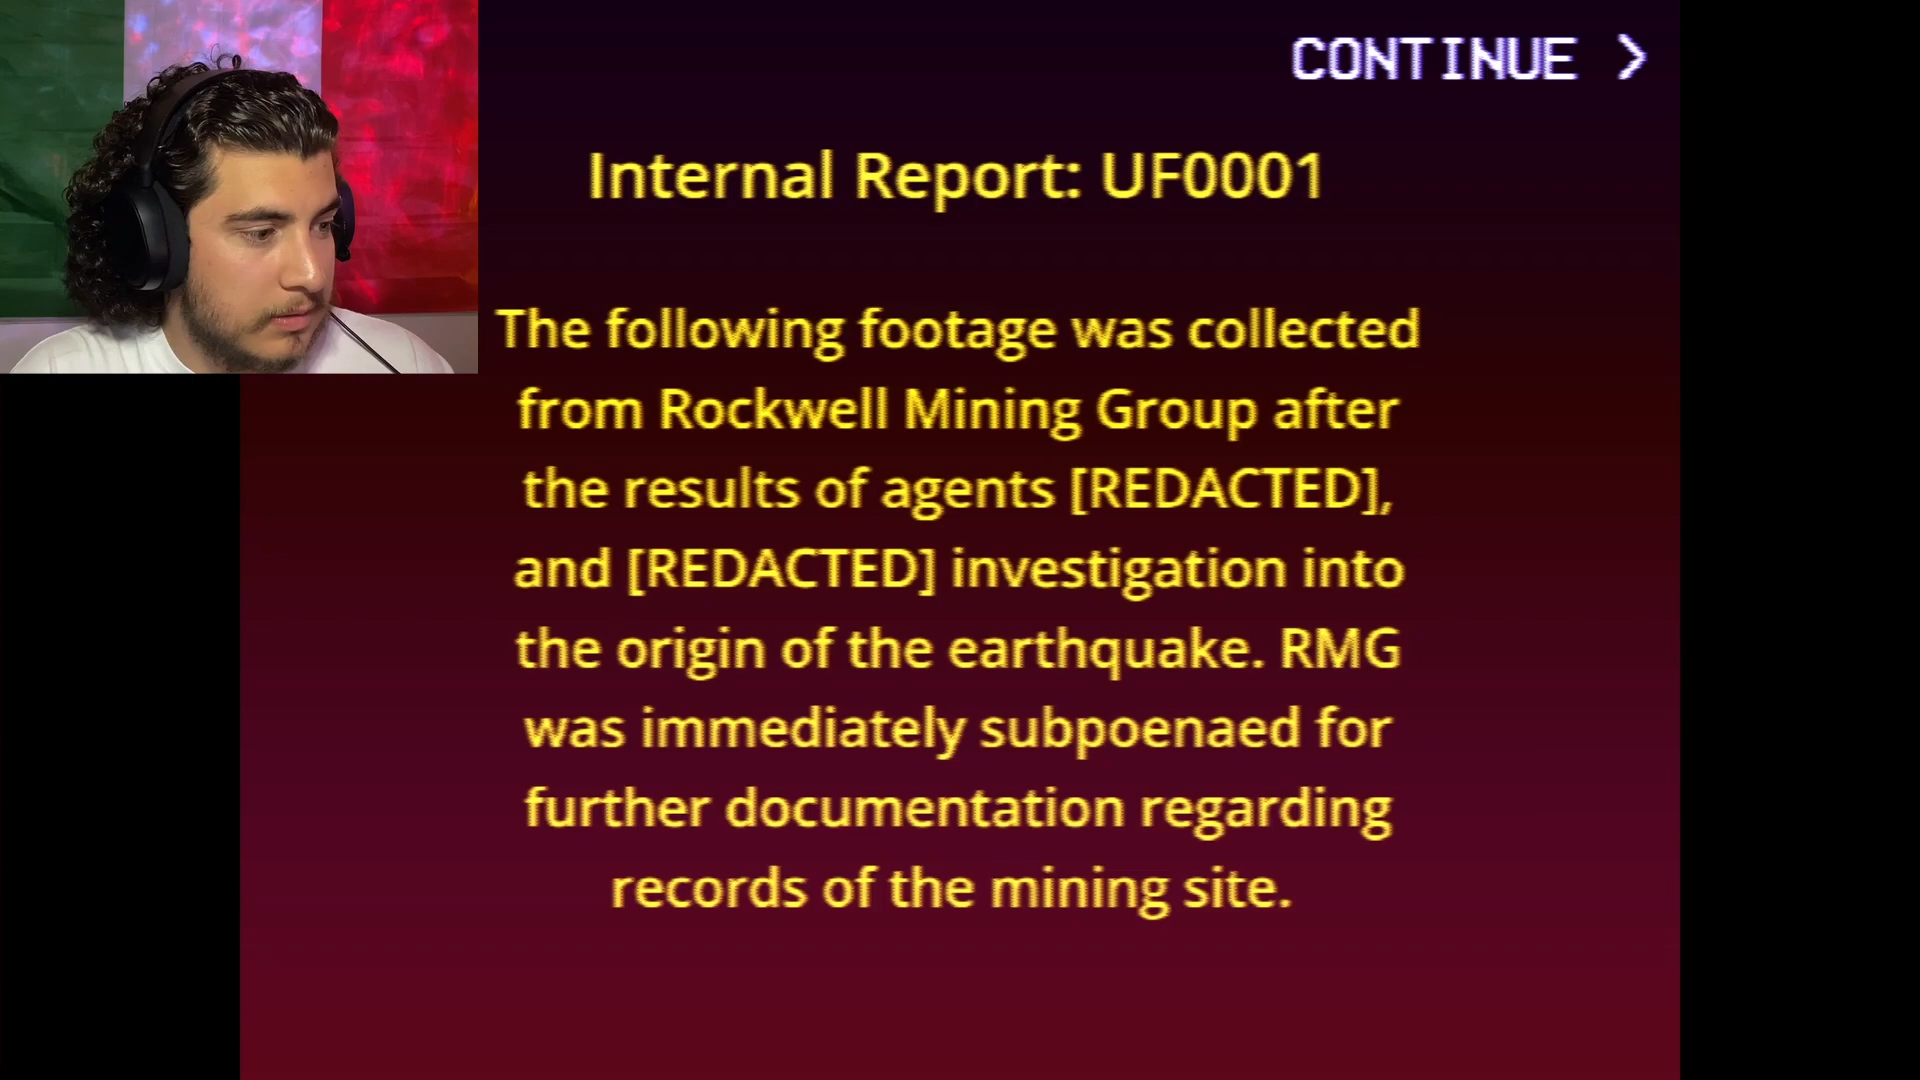 CONTINUE >
Internal Report: UF0001
The following footage was collected
from Rockwell Mining Group after
the results of agents [REDACTED],
and [REDACTED] investigation into
the origin of the earthquake. RMG
was immediately subpoenaed for
further documentation regarding
records of the mining site.